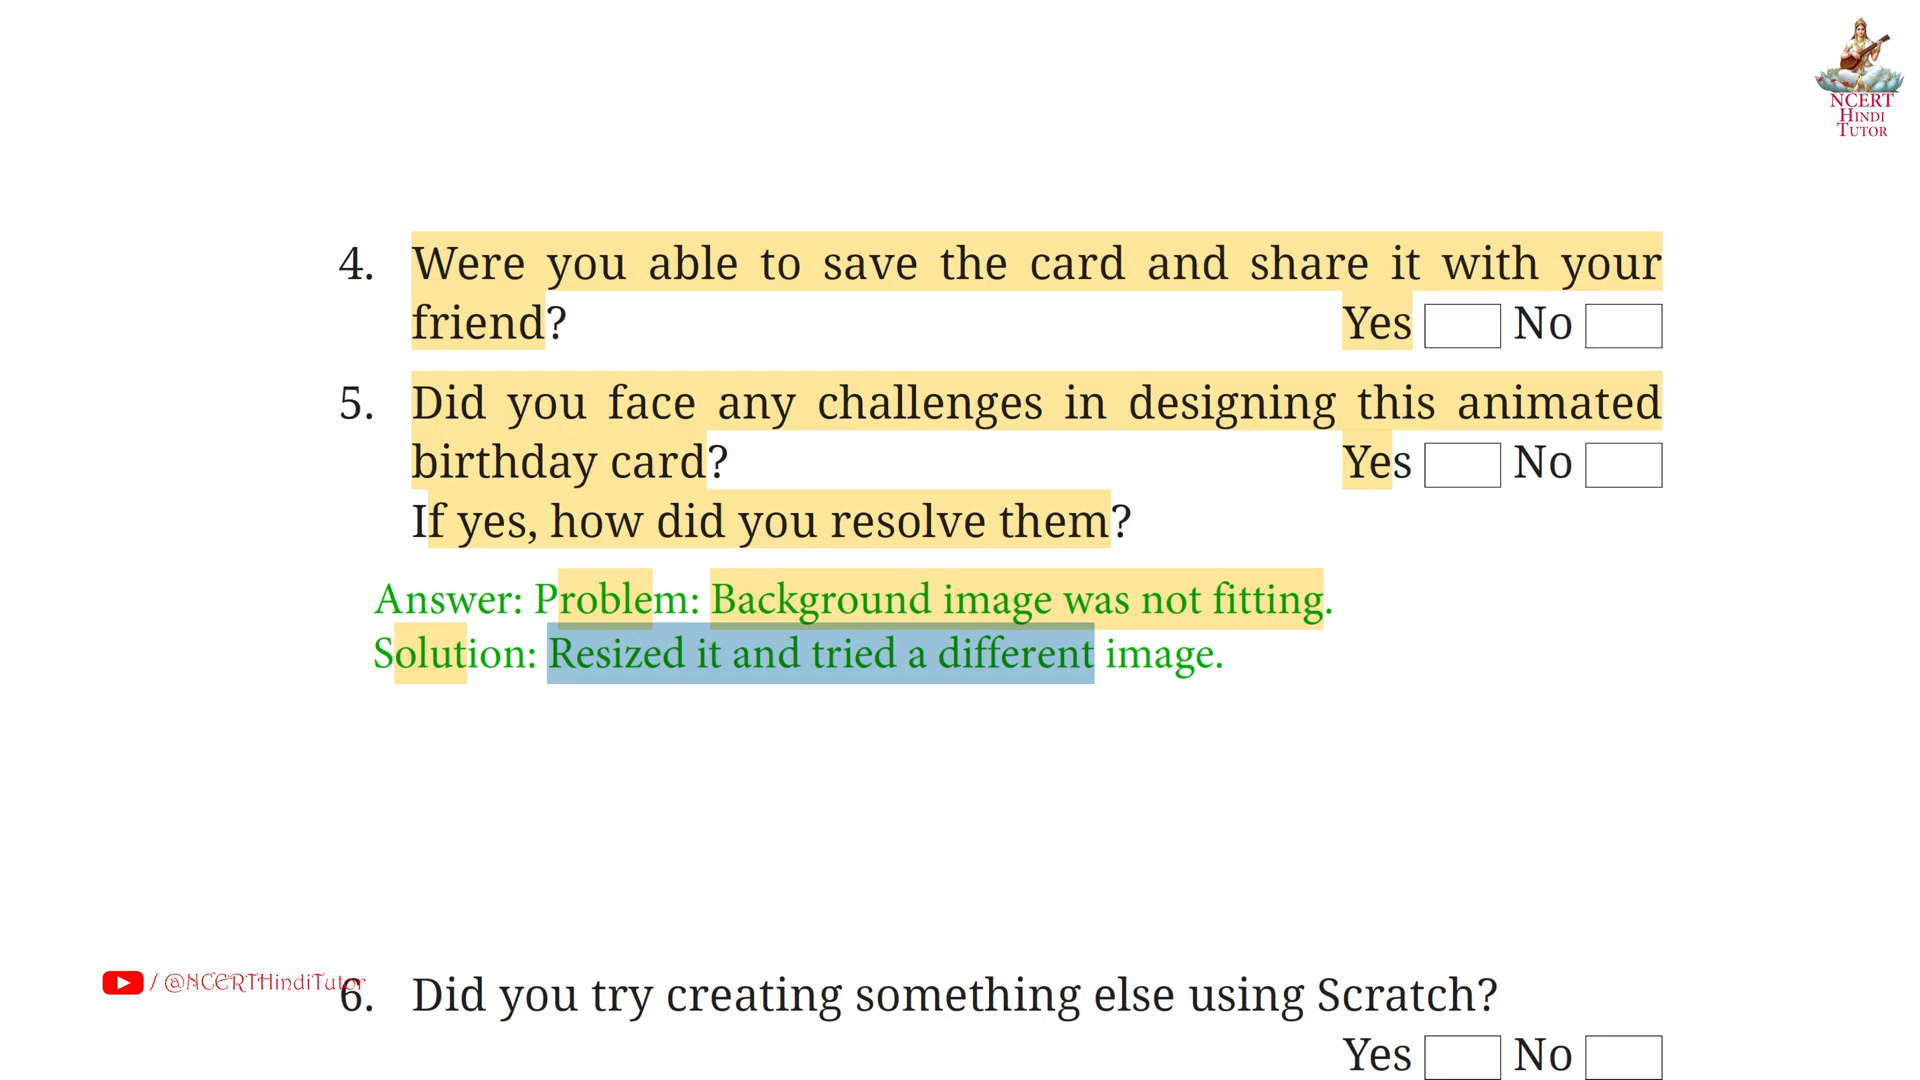 NCERT
HINDI
TUTOR
4. Were you able to save the card and share it with your
friend? Yes No
5. Did you face any challenges in designing this animated
birthday card? Yes No
If yes, how did you resolve them?
Answer: Problem: Background image was not fitting.
Solution: Resized it and tried a different image.
/ @NCERTHindiTutor
6. Did you try creating something else using Scratch?
Yes No